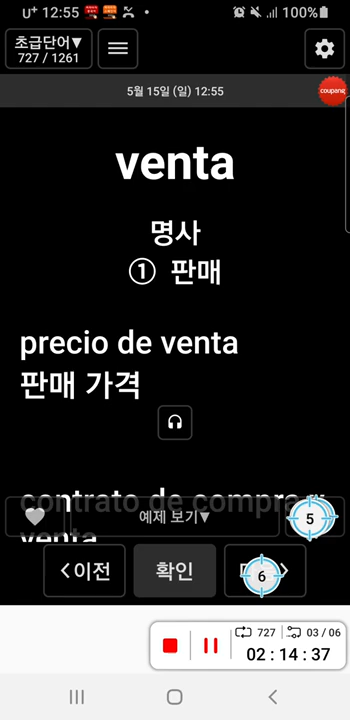 U+ 12:55 100%
초급단어▼
727 / 1261
5월 15일 (일) 12:55
coupang
venta
명사
① 판매
precio de venta
판매 가격
contrato de compra y
venta
예제 보기▼
5
<이전
확인
6
727 03 / 06
02 : 14 : 37